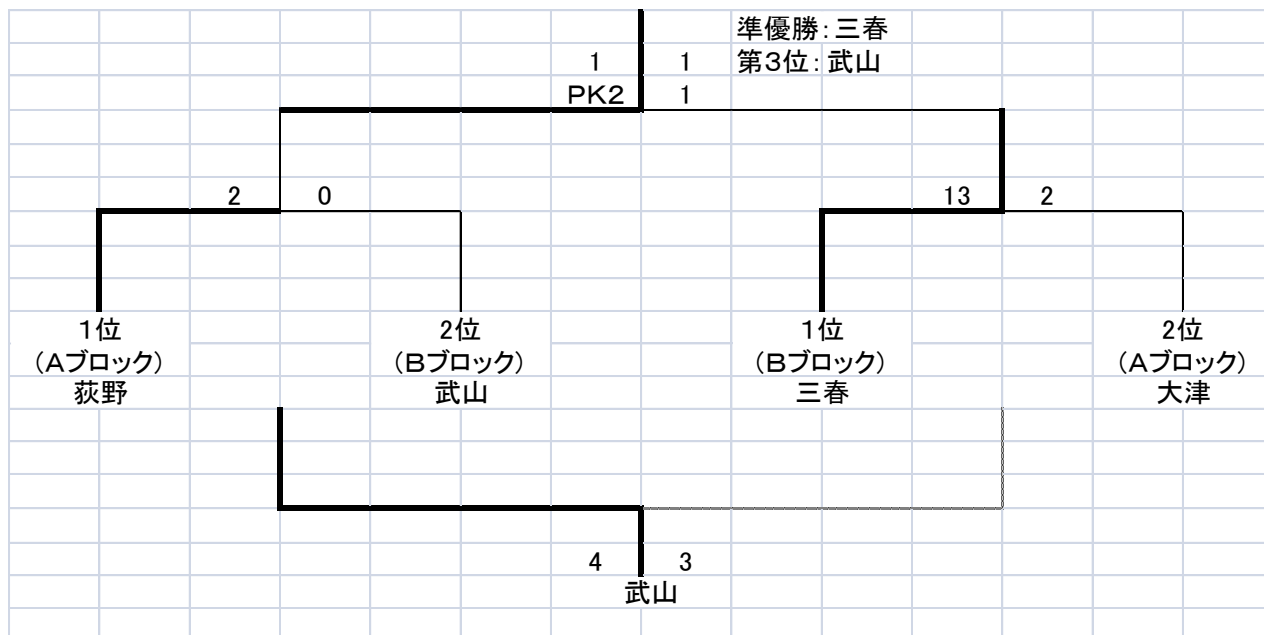 準優勝：三春
1 1 第3位：武山
PK2 1
2 0 13 2
1位 2位 1位 2位
（Aブロック） （Bブロック） （Bブロック） （Aブロック）
荻野 武山 三春 大津
4 3
武山